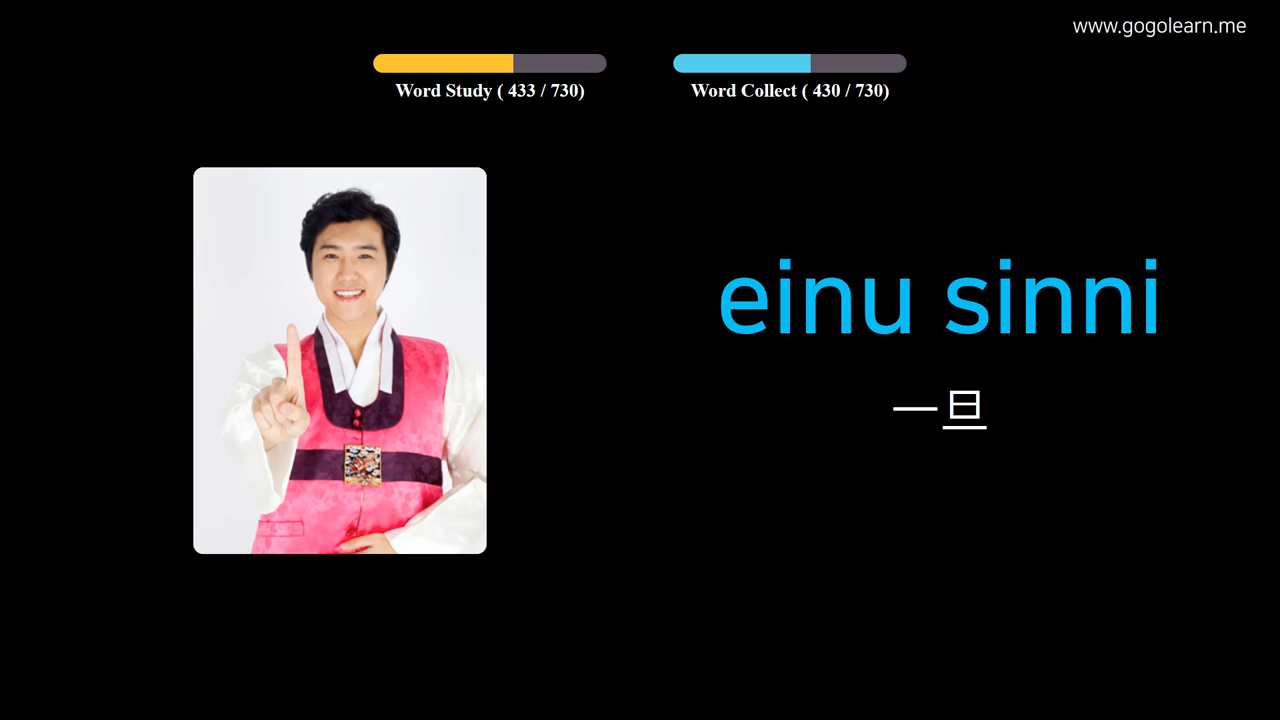 www.gogolearn.me
Word Study ( 433 / 730)
Word Collect ( 430 / 730)
einu sinni
一旦